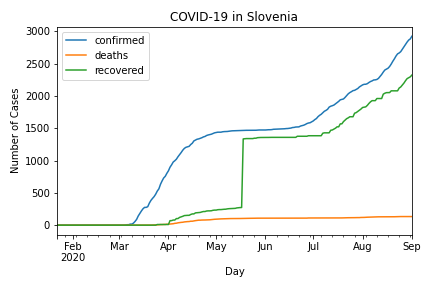 COVID-19 in Slovenia
confirmed
deaths
recovered
Number of Cases
3000
2500
2000
1500
1000
500
0
Feb Mar Apr May Jun Jul Aug Sep
2020
Day